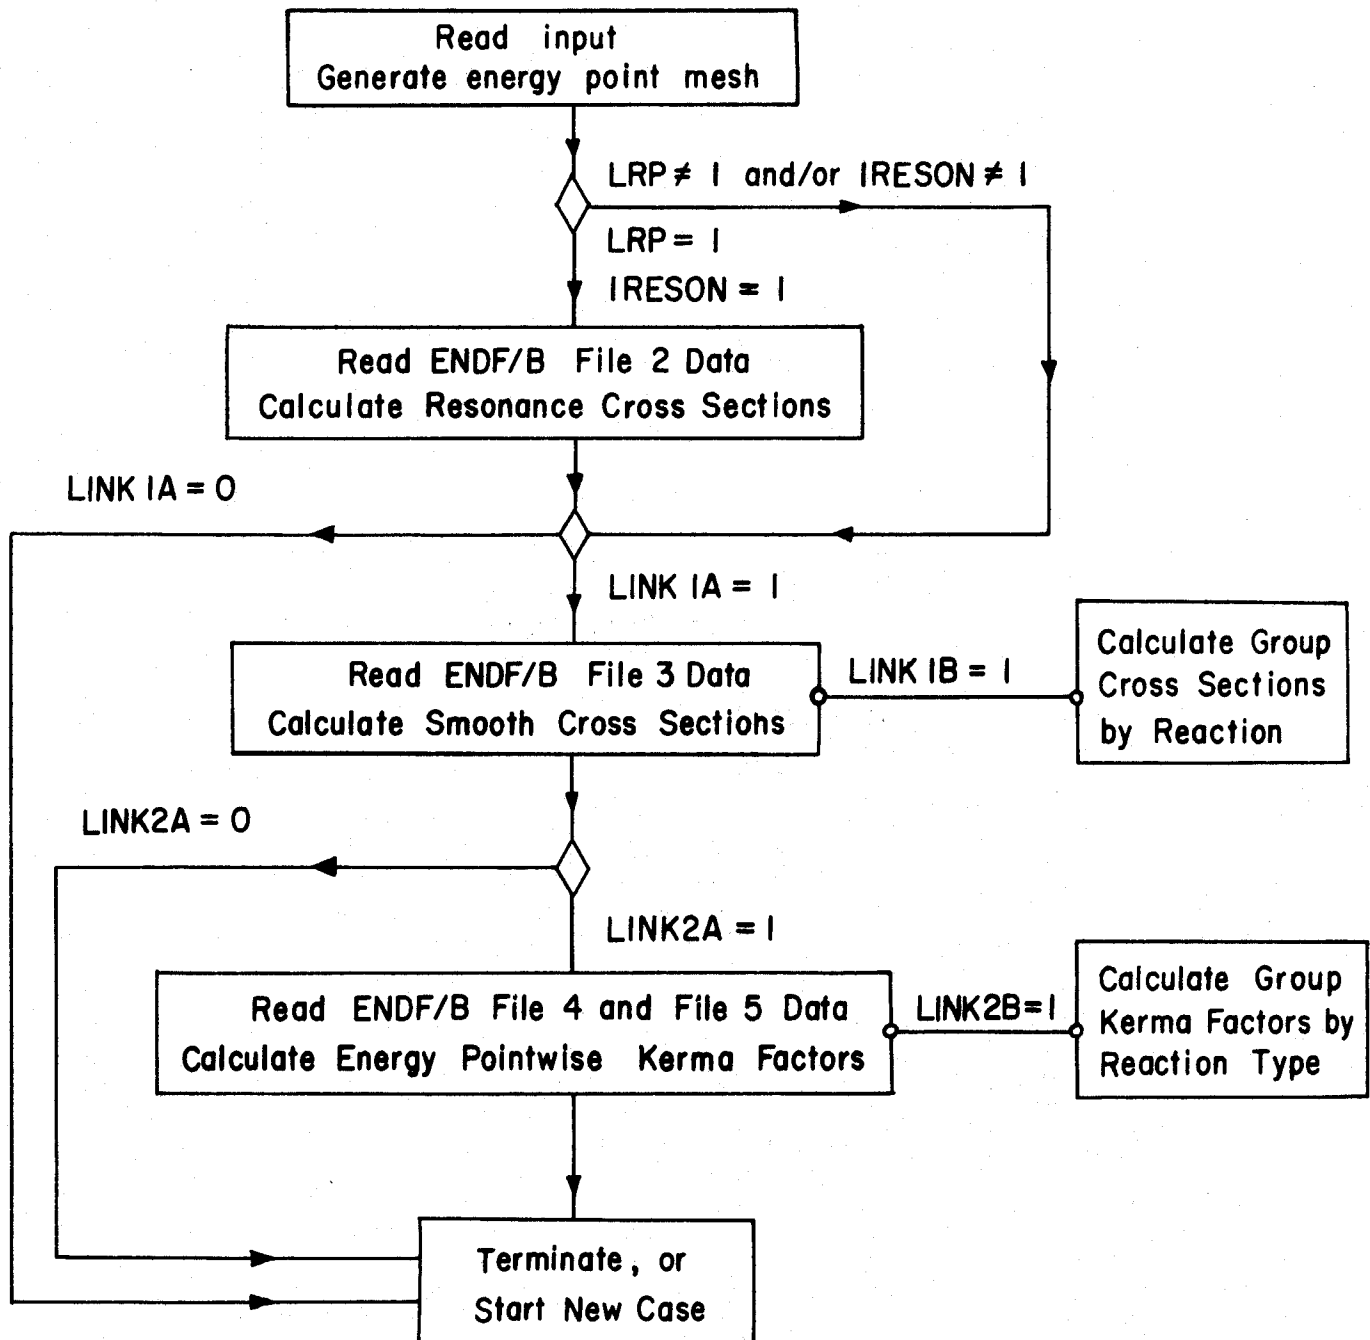 Read input
Generate energy point mesh
LRP ≠ 1 and/or IRESON ≠ 1
LRP = 1
IRESON = 1
Read ENDF/B File 2 Data
Calculate Resonance Cross Sections
LINK 1A = 0
LINK 1A = 1
Read ENDF/B File 3 Data
Calculate Smooth Cross Sections
LINK 1B = 1
Calculate Group
Cross Sections
by Reaction
LINK2A = 0
LINK2A = 1
Read ENDF/B File 4 and File 5 Data
Calculate Energy Pointwise Kerma Factors
LINK2B=1
Calculate Group
Kerma Factors by
Reaction Type
Terminate, or
Start New Case